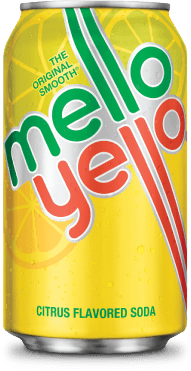 THE
ORIGINAL
SMOOTH
mello
yello
CITRUS FLAVORED SODA